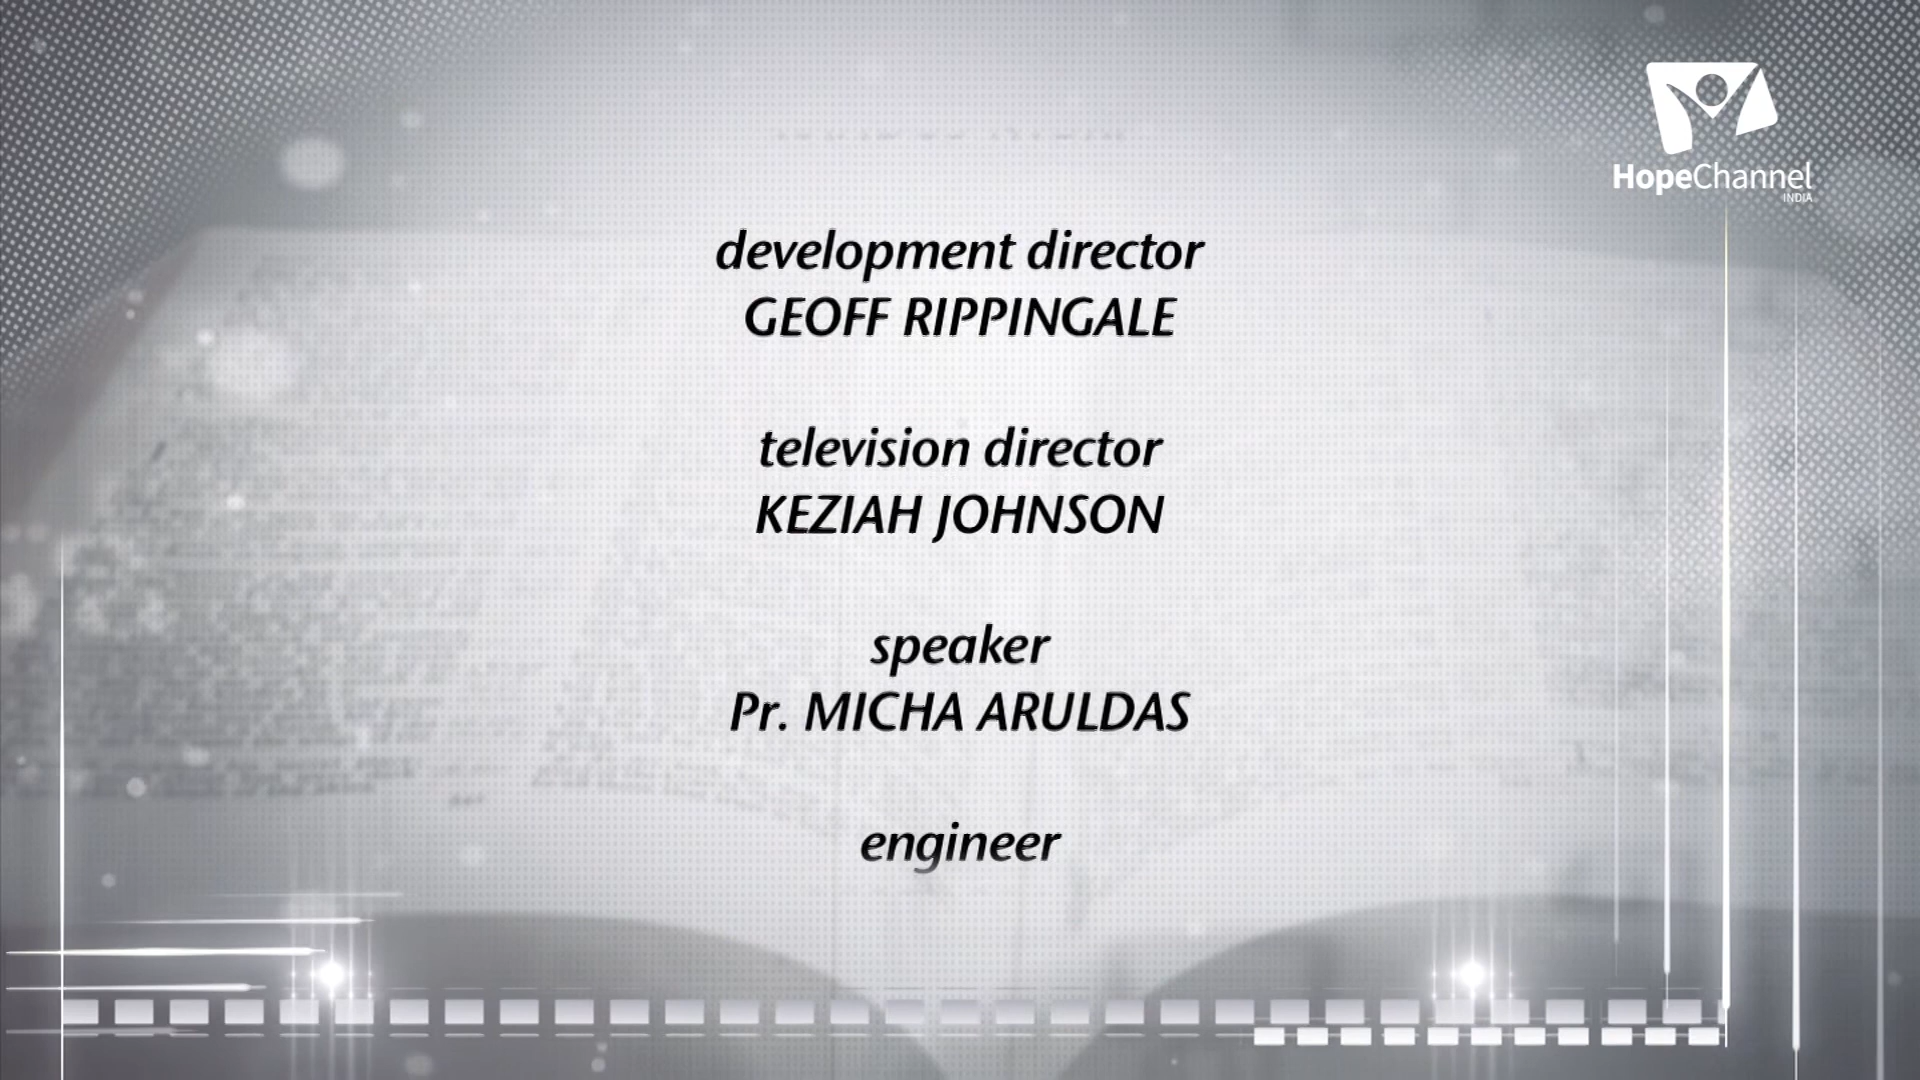 HopeChannel
INDIA
development director
GEOFF RIPPINGALE
television director
KEZIAH JOHNSON
speaker
Pr. MICHA ARULDAS
engineer